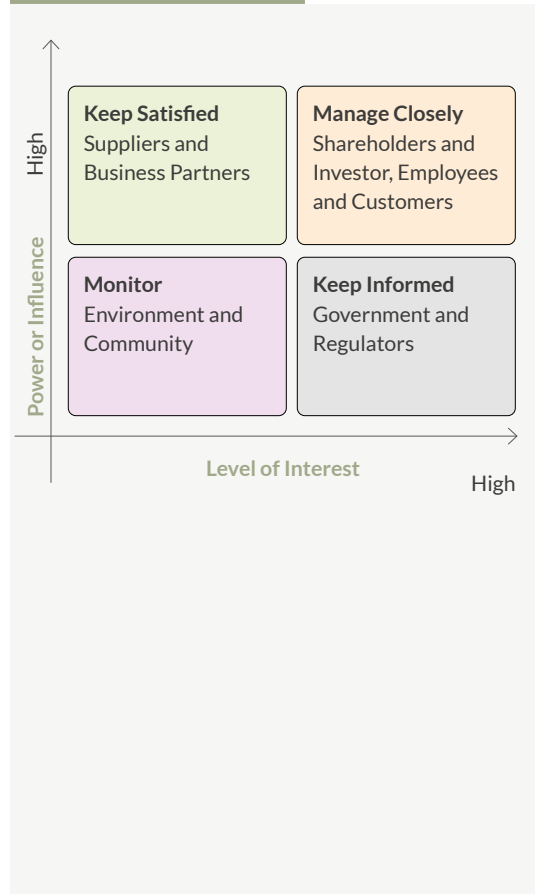 High
Power or Influence
Keep Satisfied
Suppliers and
Business Partners
Manage Closely
Shareholders and
Investor, Employees
and Customers
Monitor
Environment and
Community
Keep Informed
Government and
Regulators
Level of Interest
High